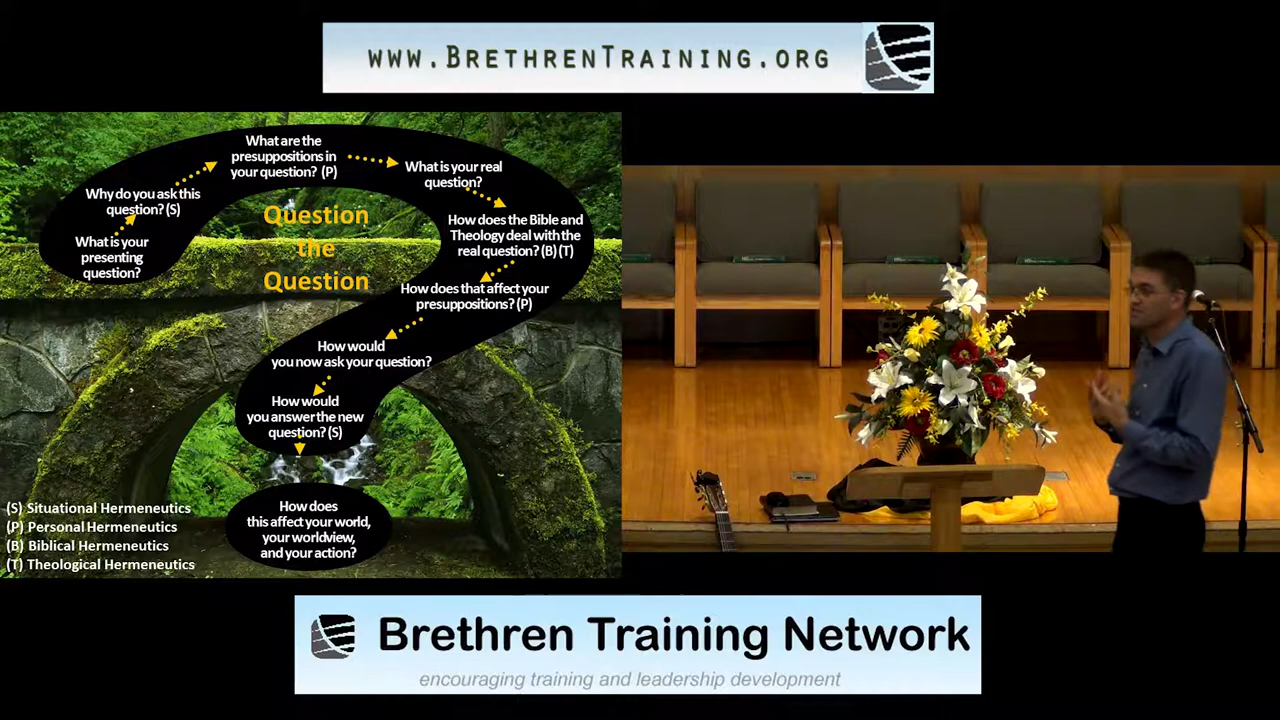 www.BrethrenTraining.org
What are the
presuppositions in
your question? (P)
What is your real
question?
Why do you ask this
question? (S)
What is your
presenting
question?
Question
the
Question
How does the Bible and
Theology deal with the
real question? (B) (T)
How does that affect your
presuppositions? (P)
How would
you now ask your question?
How would
you answer the new
question? (S)
How does
this affect your world,
your worldview,
and your action?
(S) Situational Hermeneutics
(P) Personal Hermeneutics
(B) Biblical Hermeneutics
(T) Theological Hermeneutics
Brethren Training Network
encouraging training and leadership development